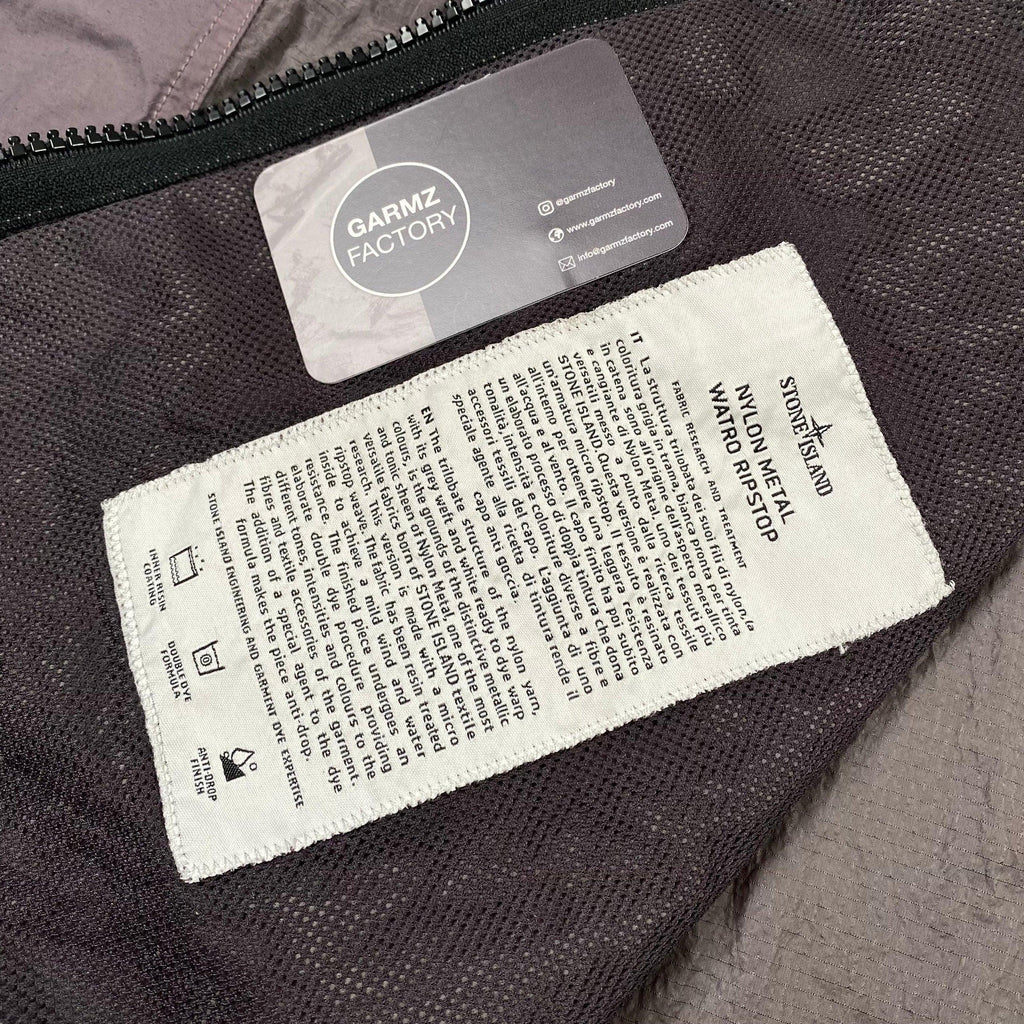 GARMZ
FACTORY
@garmzfactory
www.garmzfactory.com
info@garmzfactory.com
STONE ISLAND
NYLON METAL
WATRO RIPSTOP
FABRIC RESEARCH AND TREATMENT
IT La struttura trilobata dei suoi fili di nylon, la
coloritura grigia in trama, bianca pronta per tinta
in catena sono all'origine dell'aspetto metallico
e cangiante di Nylon Metal, uno dei tessuti più
versatili messo a punto dalla ricerca tessile
STONE ISLAND. Questa versione è realizzata con
un'armatura micro ripstop. Il tessuto è resinato
all'interno per ottenere una leggera resistenza
all'acqua e al vento. Il capo finito ha poi subito
un elaborato processo di doppia tintura che dona
tonalità, intensità e coloriture diverse a fibre e
accessori tessili del capo. L'aggiunta di uno
speciale agente alla ricetta di tintura rende il
capo anti goccia.
EN The trilobate structure of the nylon yarn,
with its grey weft and white ready to dye warp
colours, is the grounds of the distinctive metallic
and tonic sheen of Nylon Metal, one of the most
versatile fabrics born of STONE ISLAND textile
research. This version is made with a micro
ripstop weave. The fabric has been resin treated
inside to achieve a mild wind and water
resistance. The finished piece undergoes an
elaborate double dye procedure providing
different tones, intensities and colours to the
fibres and textile accessories of the garment.
The addition of a special agent to the dye
formula makes the piece anti-drop.
STONE ISLAND ENGINEERING AND GARMENT DYE EXPERTISE
INNER RESIN
COATING
DOUBLE DYE
FORMULA
ANTI-DROP
FINISH